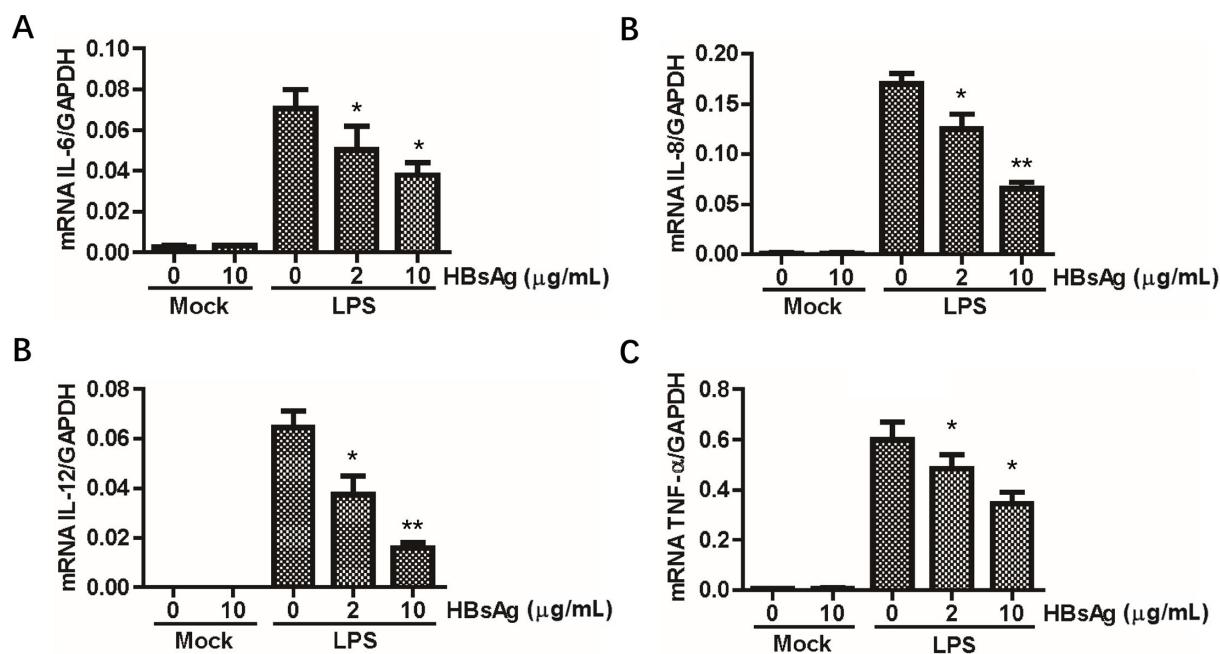 A
mRNA IL-6/GAPDH
0.10
0.08
0.06
0.04
0.02
0.00
*
*
0 10 0 2 10 HBsAg (μg/mL)
Mock LPS
B
mRNA IL-8/GAPDH
0.20
0.15
0.10
0.05
0.00
*
**
0 10 0 2 10 HBsAg (μg/mL)
Mock LPS
B
mRNA IL-12/GAPDH
0.08
0.06
0.04
0.02
0.00
*
**
0 10 0 2 10 HBsAg (μg/mL)
Mock LPS
C
mRNA TNF-α/GAPDH
0.8
0.6
0.4
0.2
0.0
*
*
0 10 0 2 10 HBsAg (μg/mL)
Mock LPS